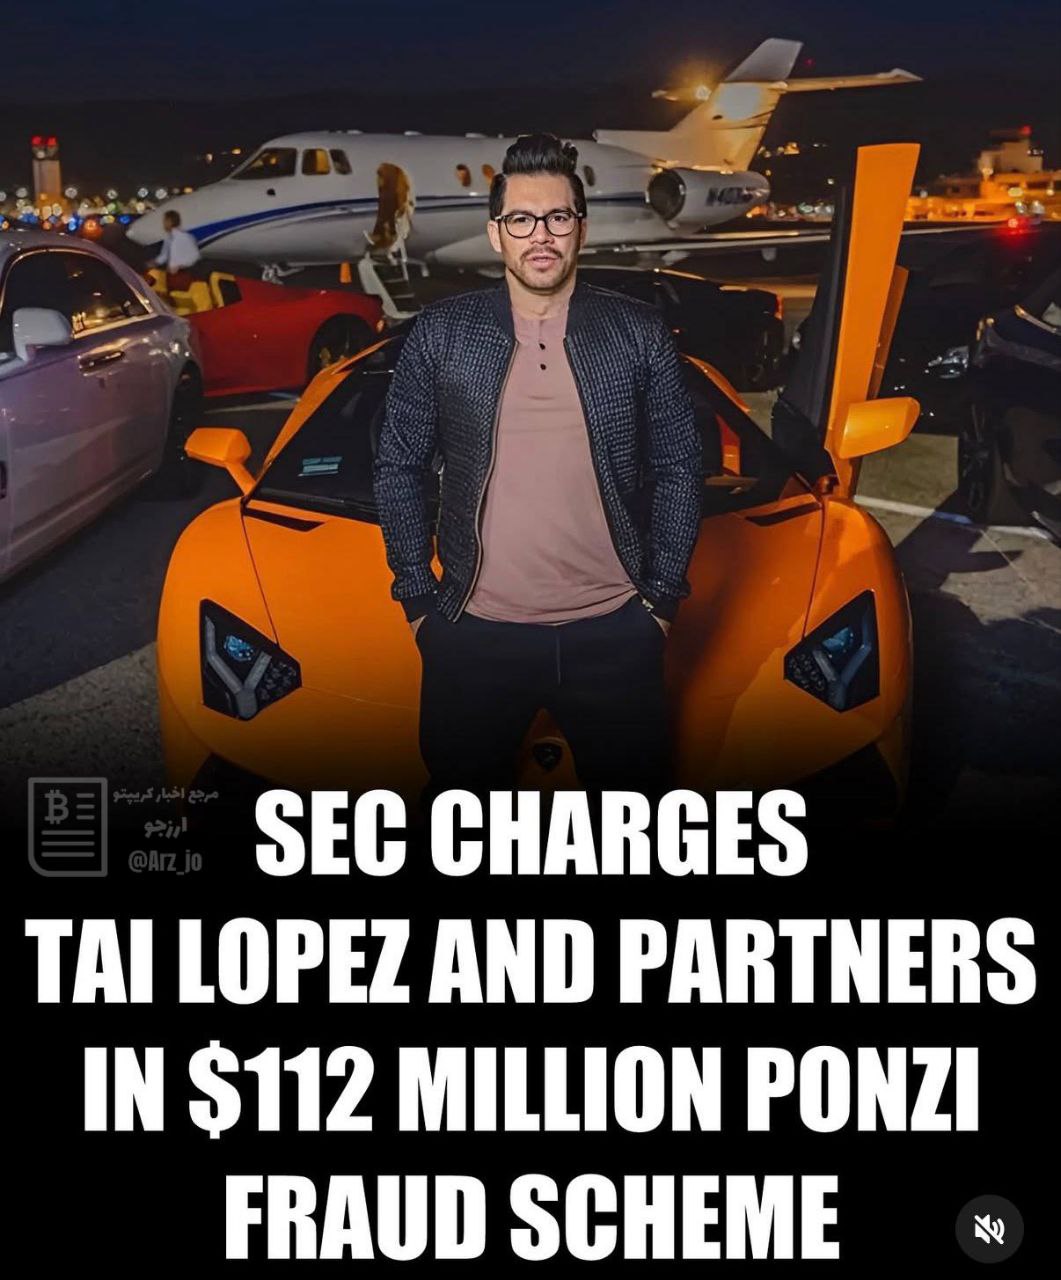 مرجع اخبار کریپتو
ارزجو
@Arz_jo
SEC CHARGES
TAI LOPEZ AND PARTNERS
IN $112 MILLION PONZI
FRAUD SCHEME